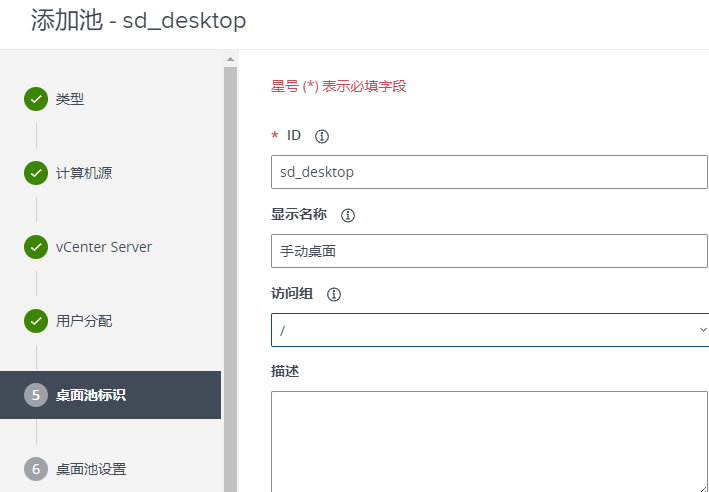 添加池 - sd_desktop
类型
计算机源
vCenter Server
用户分配
5 桌面池标识
6 桌面池设置
星号 (*) 表示必填字段
* ID
sd_desktop
显示名称
手动桌面
访问组
/
描述